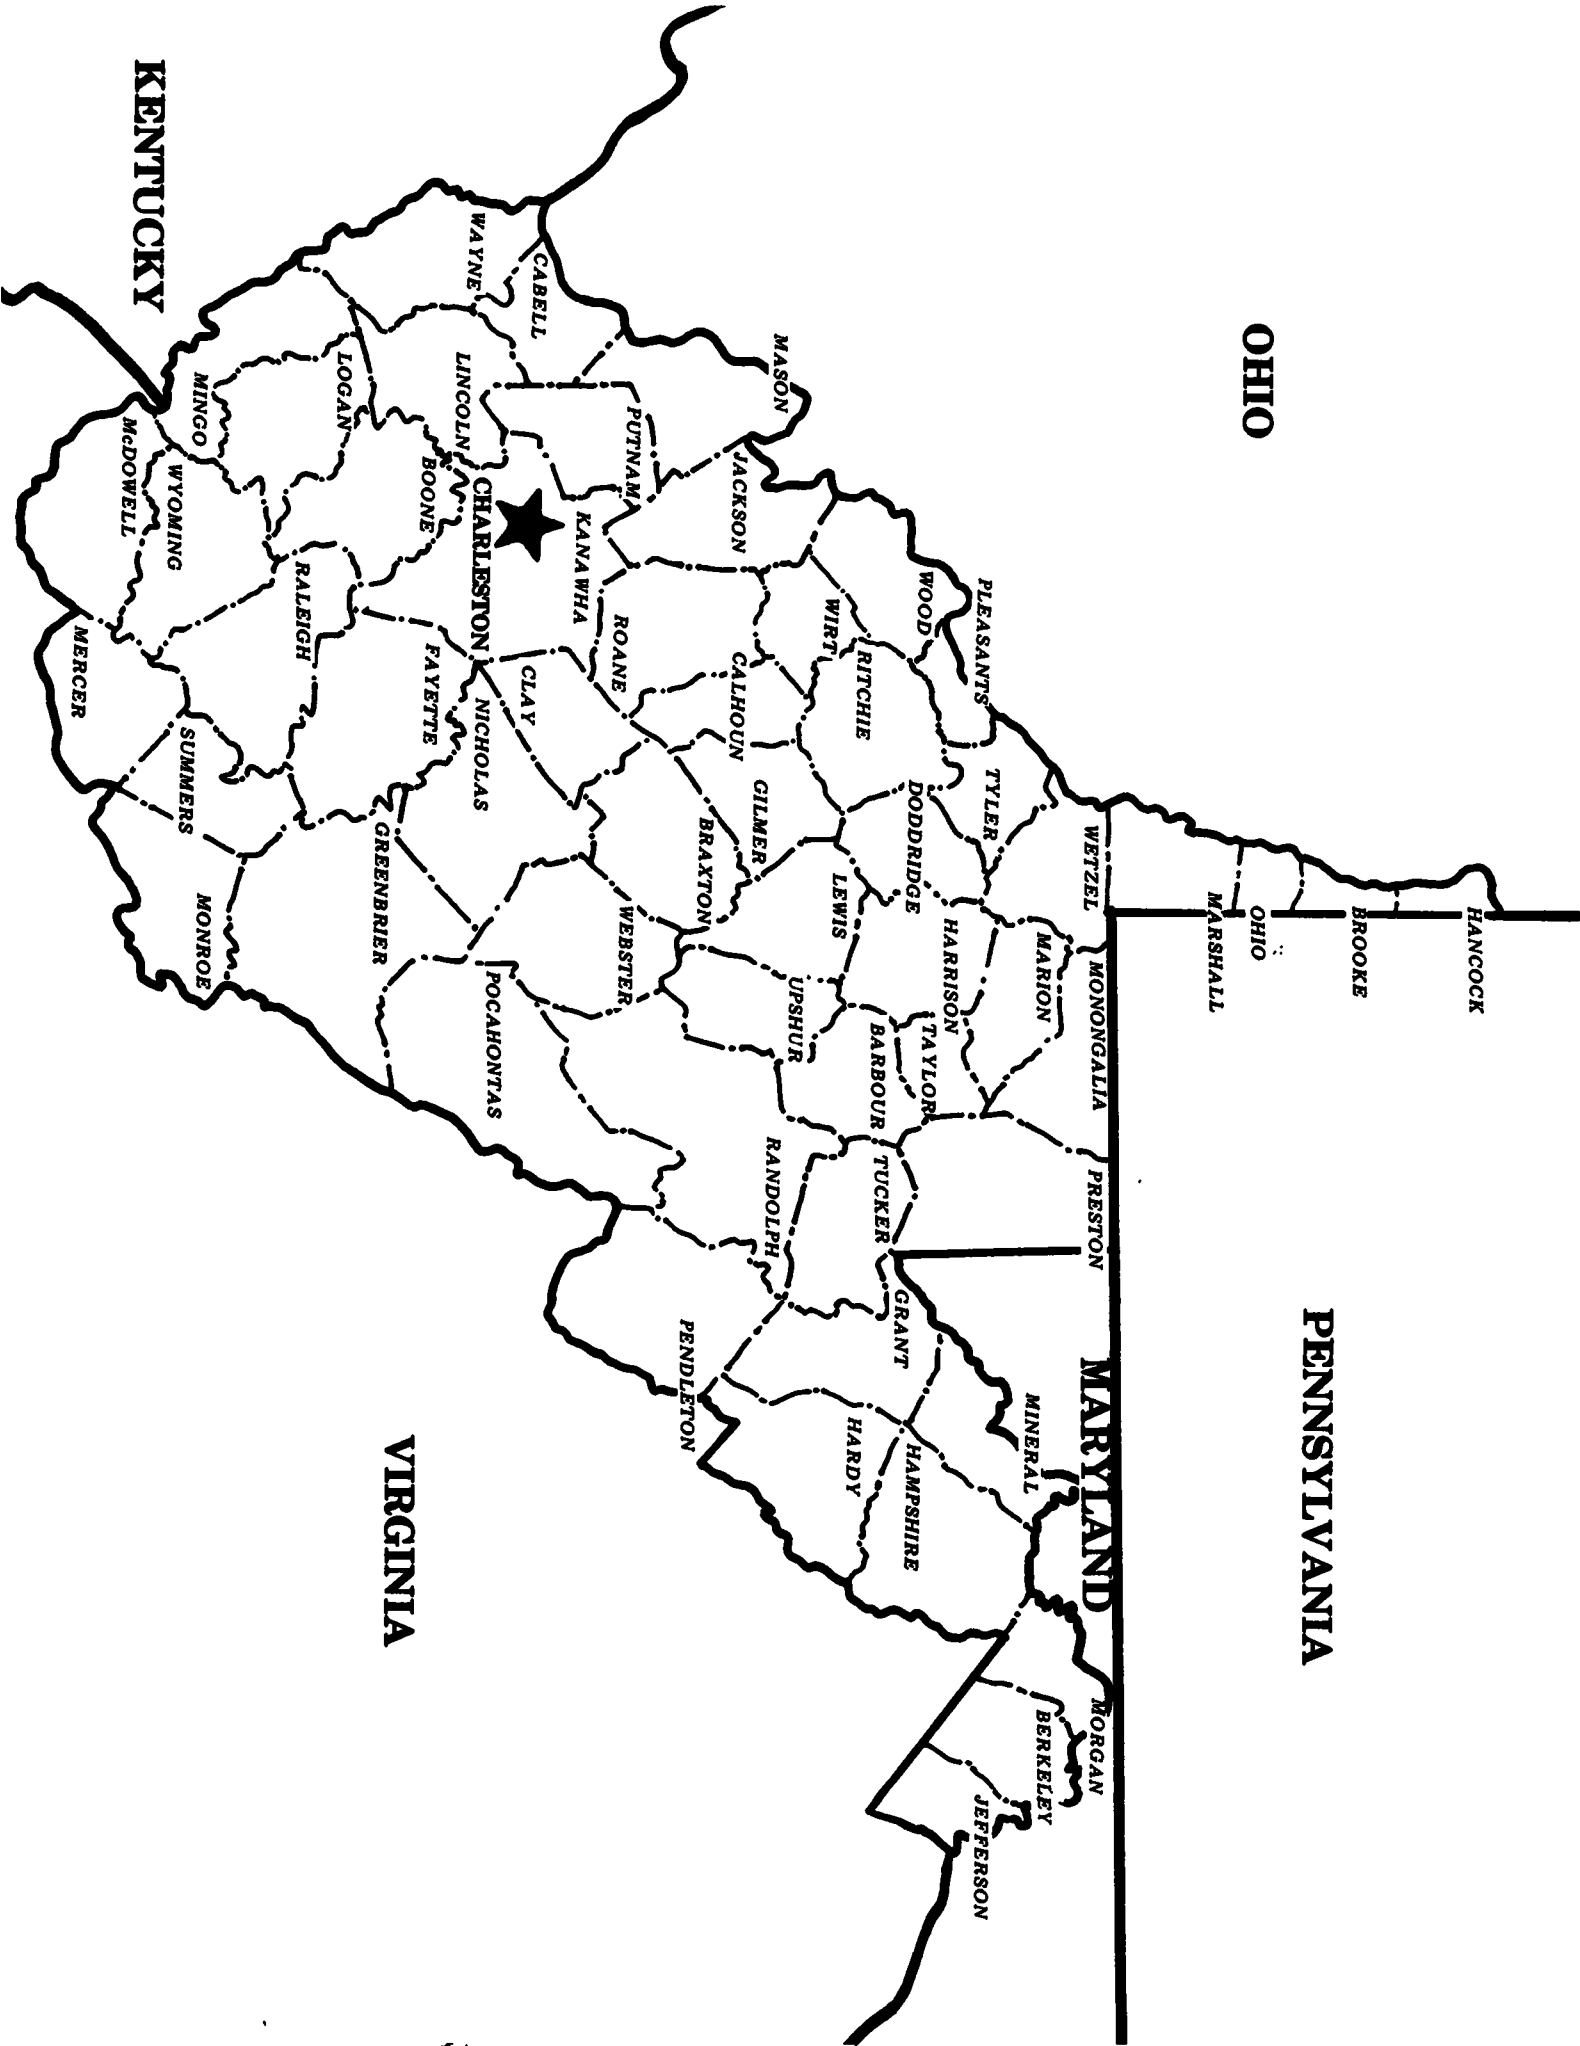 HANCOCK
BROOKE
OHIO
MARSHALL
OHIO
PENNSYLVANIA
WETZEL
MONONGALIA
PRESTON
MARYLAND
MORGAN
MARION
MINERAL
BERKELEY
PLEASANTS
TYLER
JEFFERSON
HARRISON
WOOD
DODDRIDGE
TAYLOR
HAMPSHIRE
GRANT
RITCHIE
BARBOUR
TUCKER
HARDY
WIRT
LEWIS
MASON
UPSHUR
RANDOLPH
GILMER
JACKSON
CALHOUN
BRAXTON
PENDLETON
PUTNAM
ROANE
WEBSTER
KANAWHA
CABELL
CLAY
POCAHONTAS
WAYNE
CHARLESTON
NICHOLAS
LINCOLN
BOONE
FAYETTE
VIRGINIA
GREENBRIER
LOGAN
RALEIGH
MINGO
MONROE
WYOMING
SUMMERS
KENTUCKY
McDOWELL
MERCER